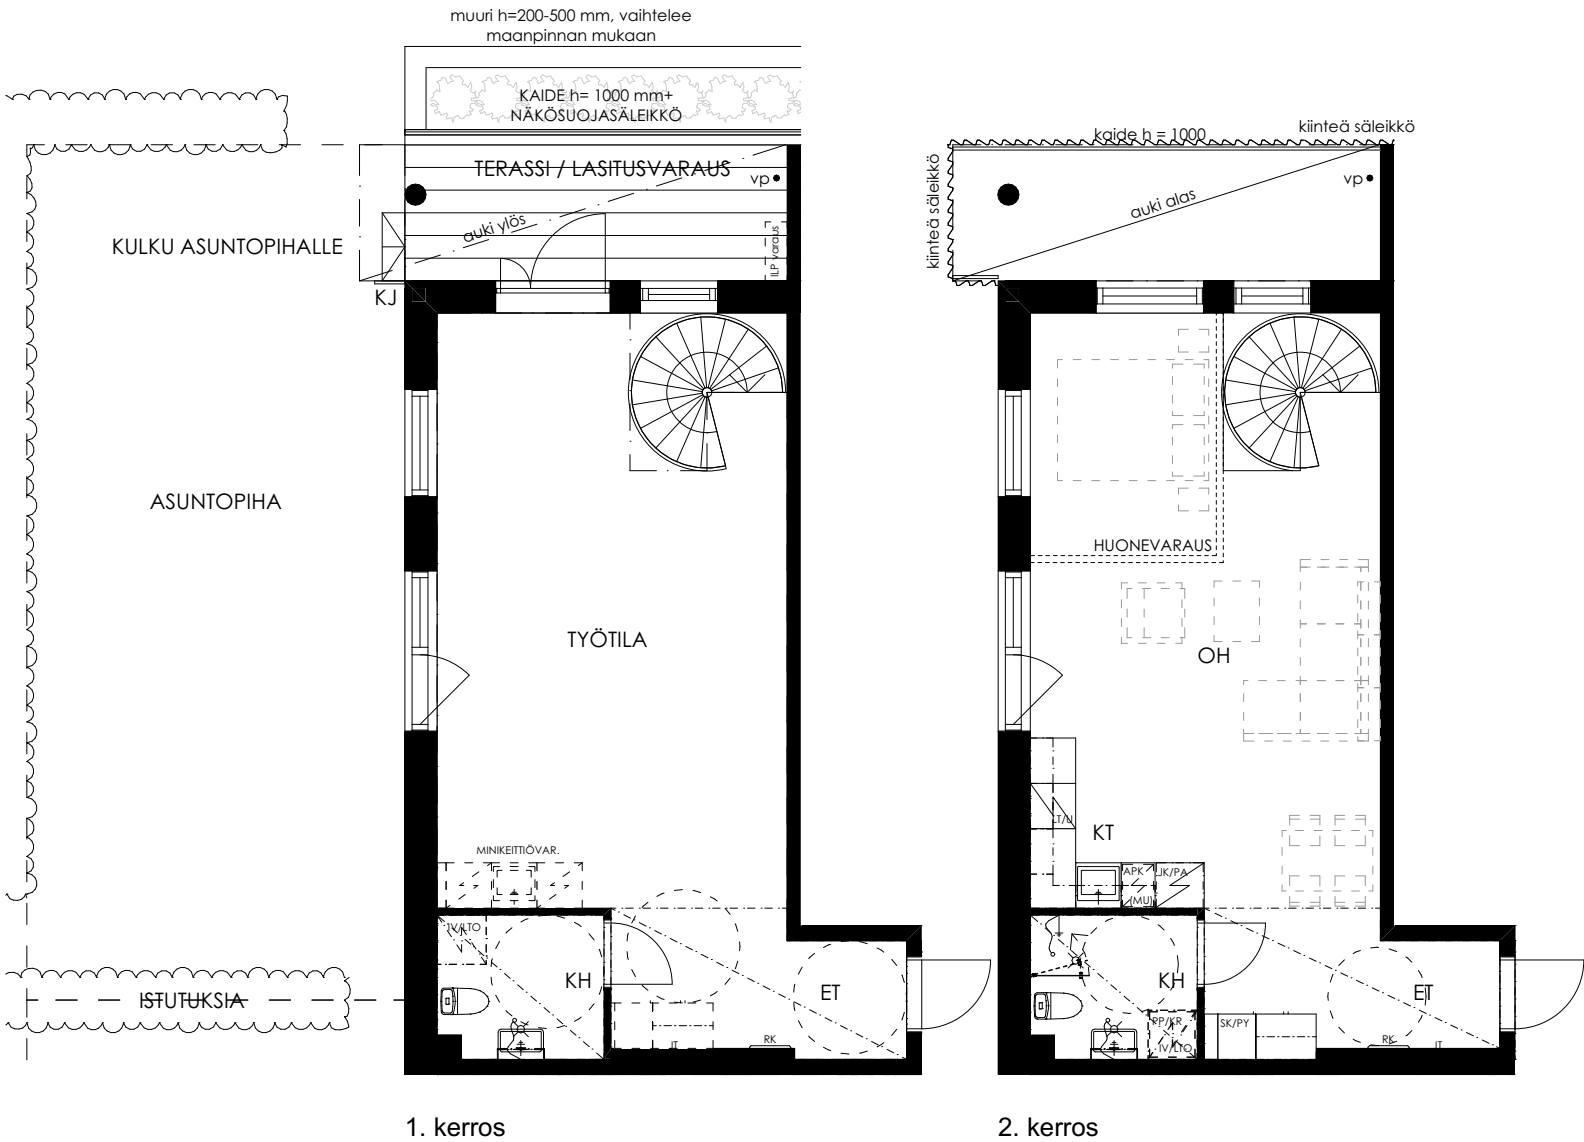 muuri h=200-500 mm, vaihtelee
maanpinnan mukaan
KAIDE h= 1000 mm+
NÄKÖSUOJASÄLEIKKÖ
TERASSI / LASITUSVARAUS
vp
auki ylös
ILP varaus
KULKU ASUNTOPIHALLE
KJ
ASUNTOPIHA
TYÖTILA
MINIKEITTIÖVAR.
IV/LTO
KH
ET
IT
RK
ISTUTUKSIA
1. kerros
kaide h = 1000
kiinteä säleikkö
kiinteä säleikkö
vp
auki alas
HUONEVARAUS
OH
LT/U
KT
APK
(MU)
JK/PA
KH
ET
PP/KR
IV/LTO
SK/PY
RK
IT
2. kerros